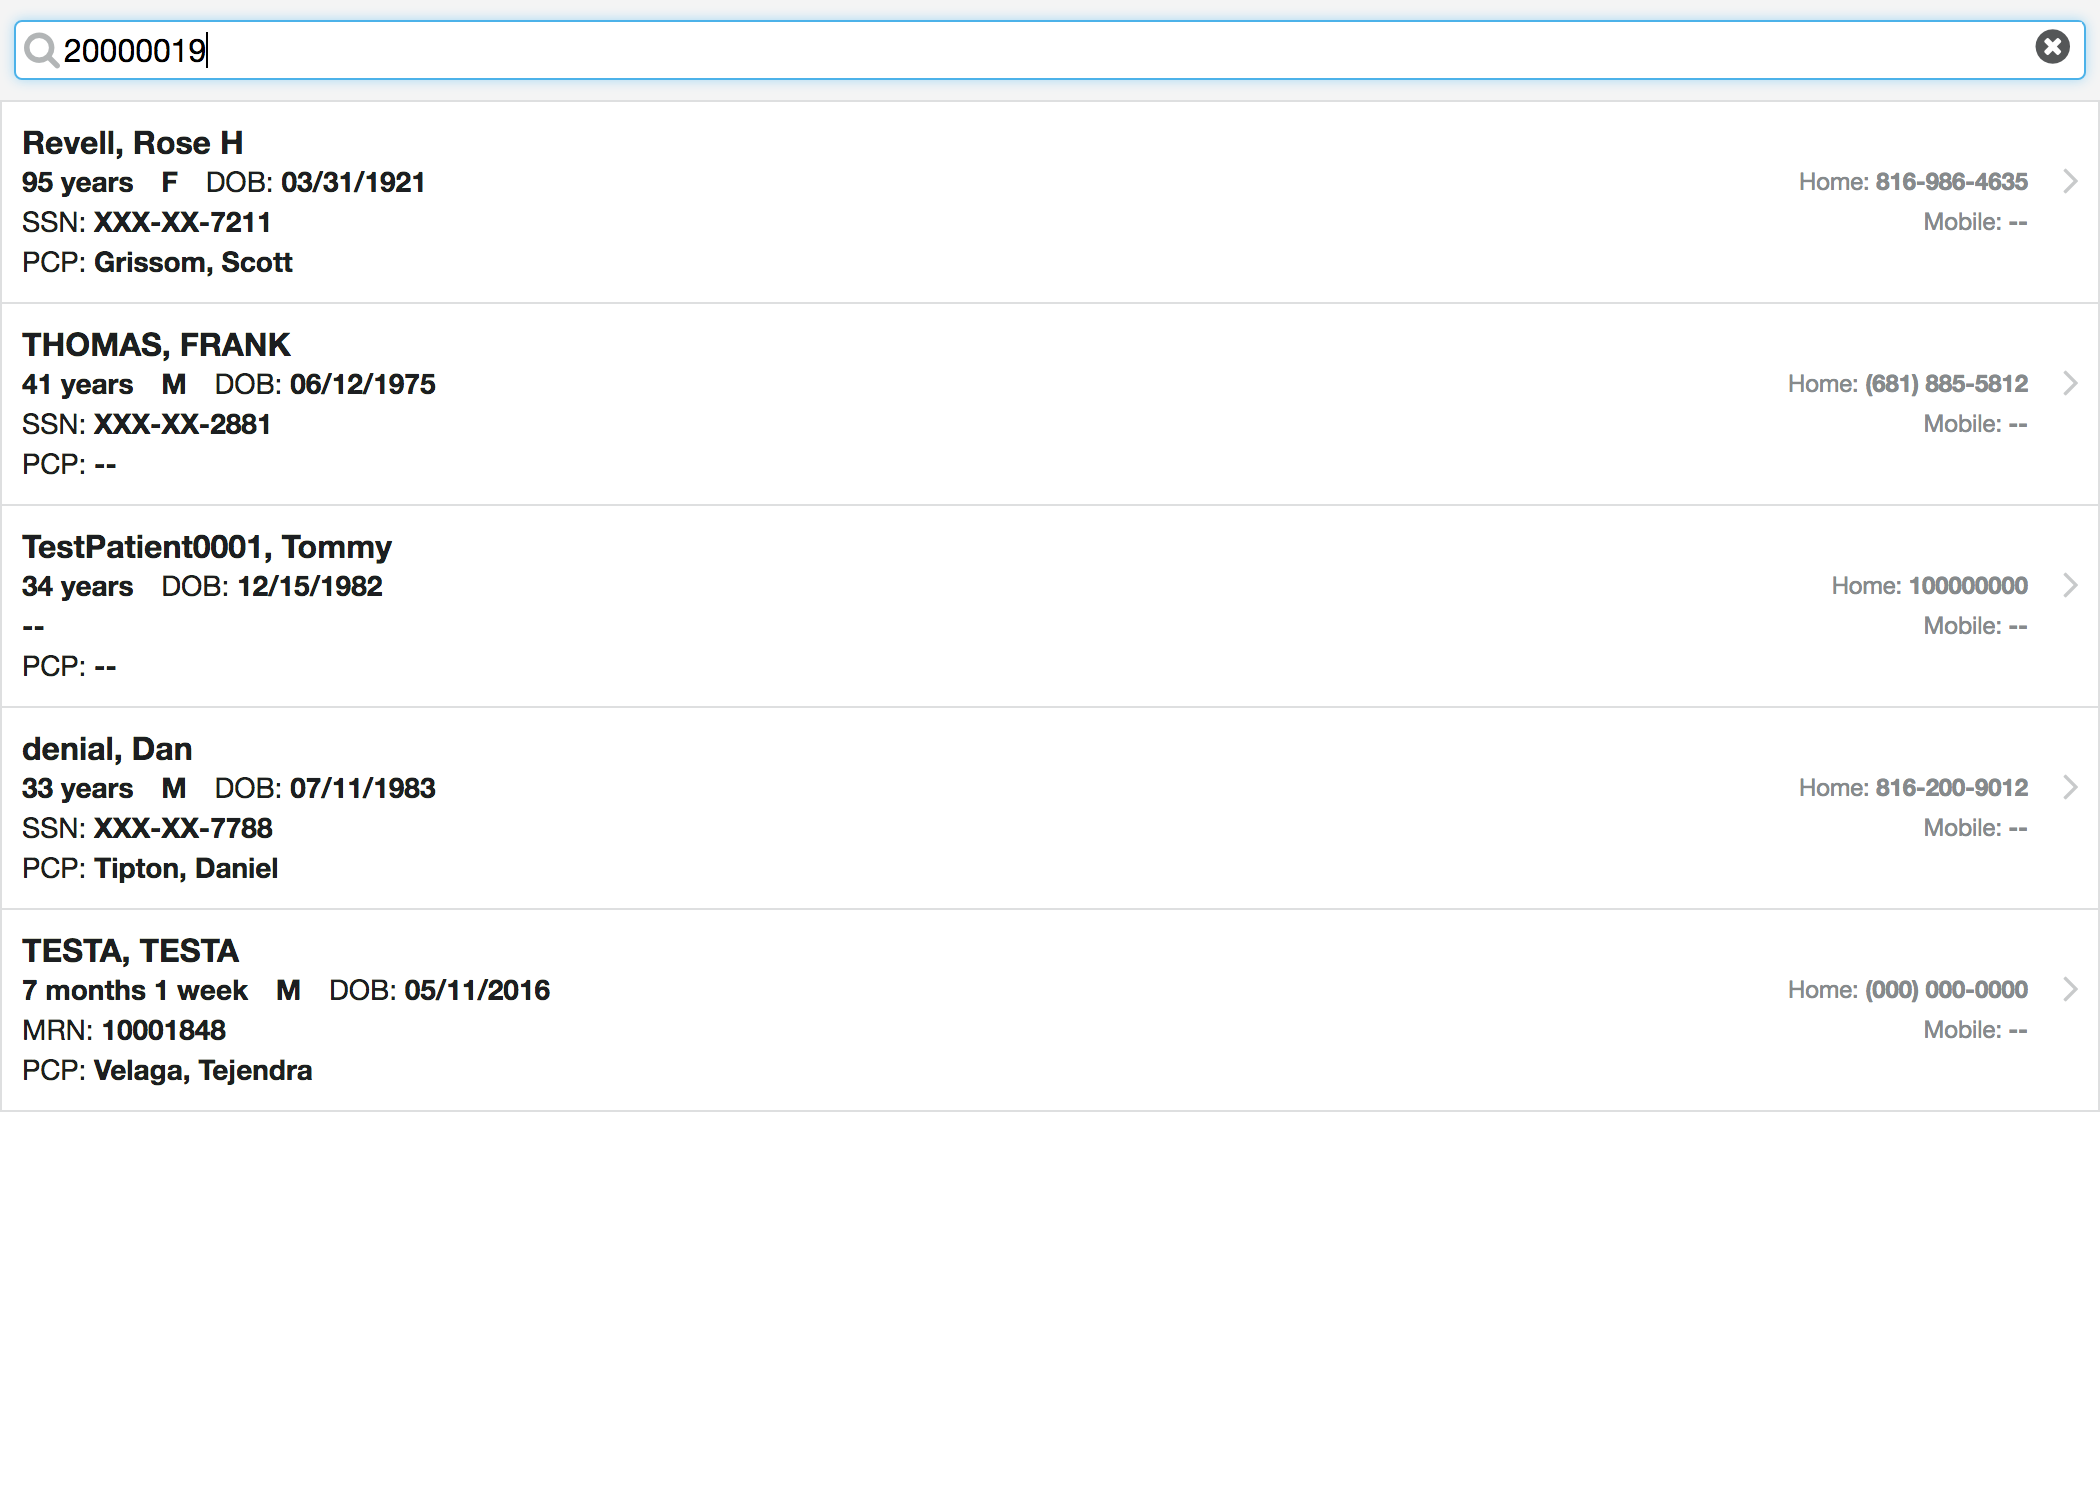 20000019
Revell, Rose H
95 years F DOB: 03/31/1921
Home: 816-986-4635
SSN: XXX-XX-7211
Mobile: --
PCP: Grissom, Scott
THOMAS, FRANK
41 years M DOB: 06/12/1975
Home: (681) 885-5812
SSN: XXX-XX-2881
Mobile: --
PCP: --
TestPatient0001, Tommy
34 years DOB: 12/15/1982
Home: 100000000
--
Mobile: --
PCP: --
denial, Dan
33 years M DOB: 07/11/1983
Home: 816-200-9012
SSN: XXX-XX-7788
Mobile: --
PCP: Tipton, Daniel
TESTA, TESTA
7 months 1 week M DOB: 05/11/2016
Home: (000) 000-0000
MRN: 10001848
Mobile: --
PCP: Velaga, Tejendra